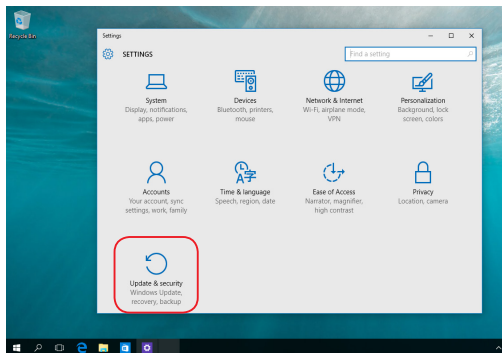 Recycle Bin
Settings
SETTINGS
Find a setting
System
Display, notifications,
apps, power
Devices
Bluetooth, printers,
mouse
Network & Internet
Wi-Fi, airplane mode,
VPN
Personalization
Background, lock
screen, colors
Accounts
Your account, sync
settings, work, family
Time & language
Speech, region, date
Ease of Access
Narrator, magnifier,
high contrast
Privacy
Location, camera
Update & security
Windows Update,
recovery, backup